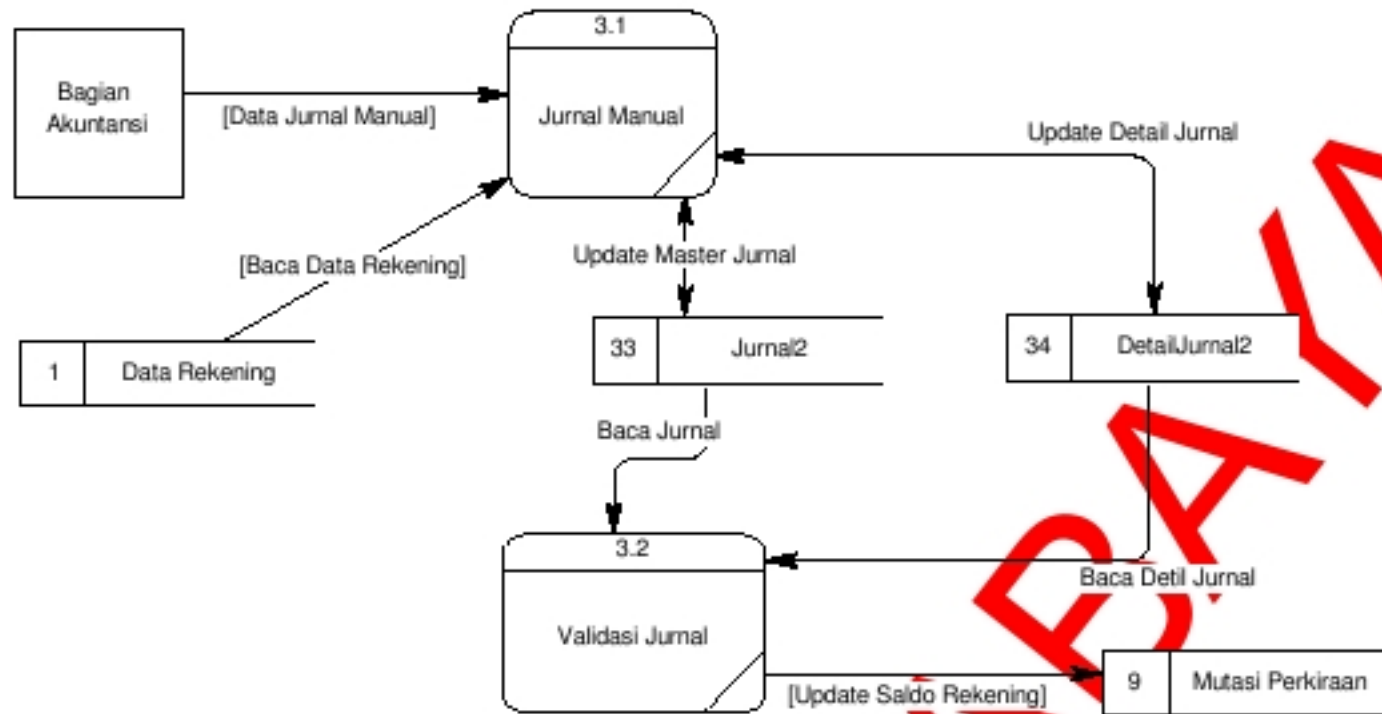 3.1
Bagian
Akuntansi
[Data Jurnal Manual]
Jurnal Manual
Update Detail Jurnal
[Baca Data Rekening]
Update Master Jurnal
1
Data Rekening
33
Jurnal2
34
DetailJurnal2
Baca Jurnal
3.2
Baca Detil Jurnal
Validasi Jurnal
[Update Saldo Rekening]
9
Mutasi Perkiraan
BAYA